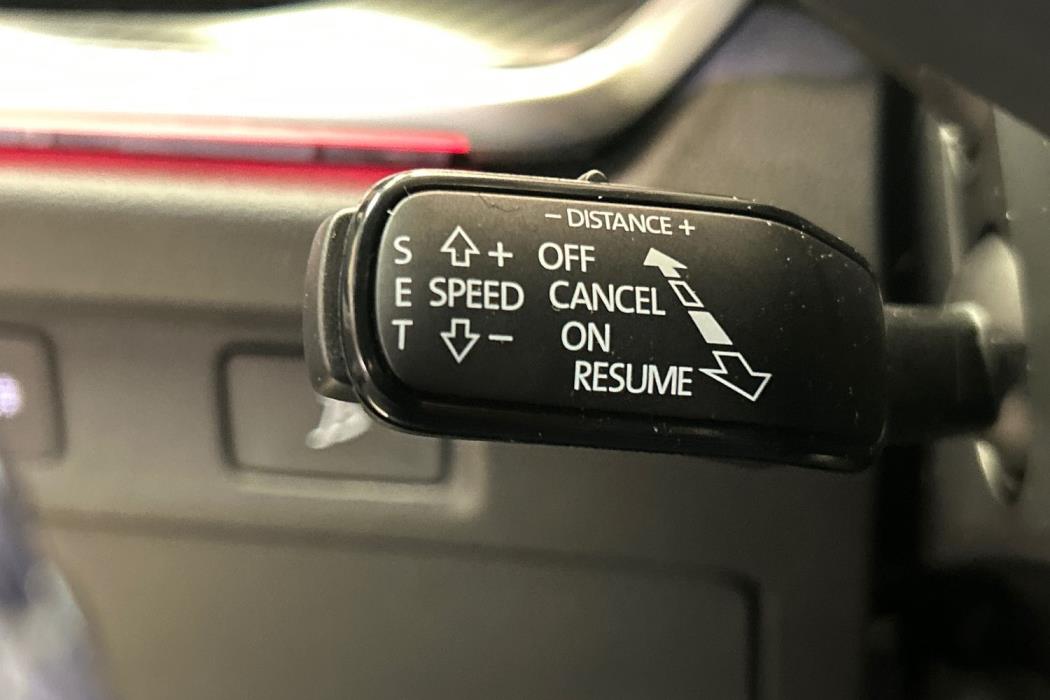 – DISTANCE +
S + OFF
E SPEED CANCEL
T – ON
RESUME